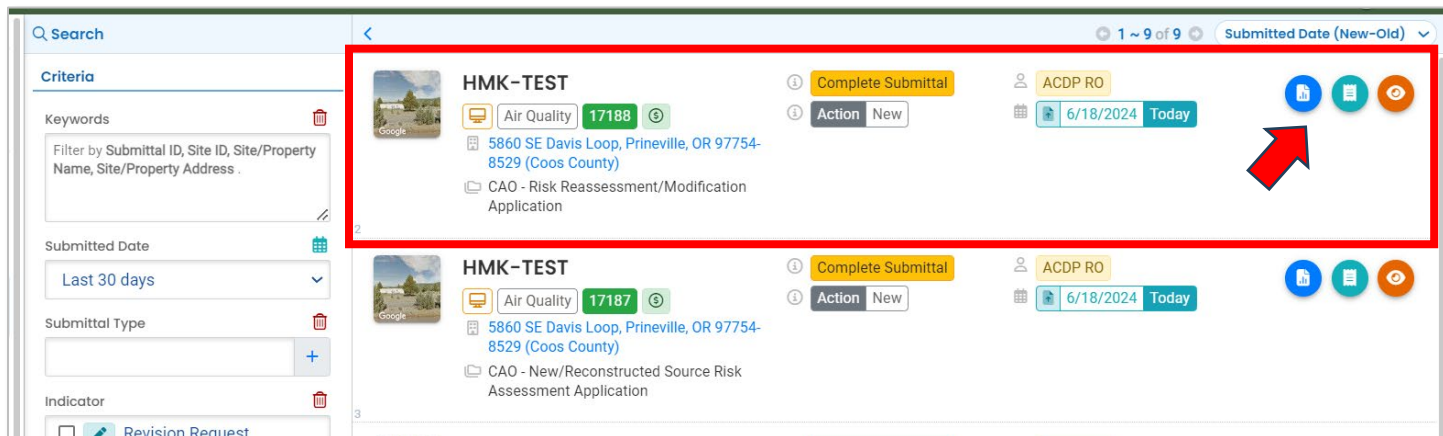 Search
1 ~ 9 of 9
Submitted Date (New-Old)
Criteria
Keywords
Filter by Submittal ID, Site ID, Site/Property
Name, Site/Property Address .
Submitted Date
Last 30 days
Submittal Type
+
Indicator
Revision Request
HMK-TEST
Complete Submittal
ACDP RO
Air Quality 17188
Action New
6/18/2024 Today
Google
5860 SE Davis Loop, Prineville, OR 97754-
8529 (Coos County)
CAO - Risk Reassessment/Modification
Application
2
HMK-TEST
Complete Submittal
ACDP RO
Air Quality 17187
Action New
6/18/2024 Today
Google
5860 SE Davis Loop, Prineville, OR 97754-
8529 (Coos County)
CAO - New/Reconstructed Source Risk
Assessment Application
3